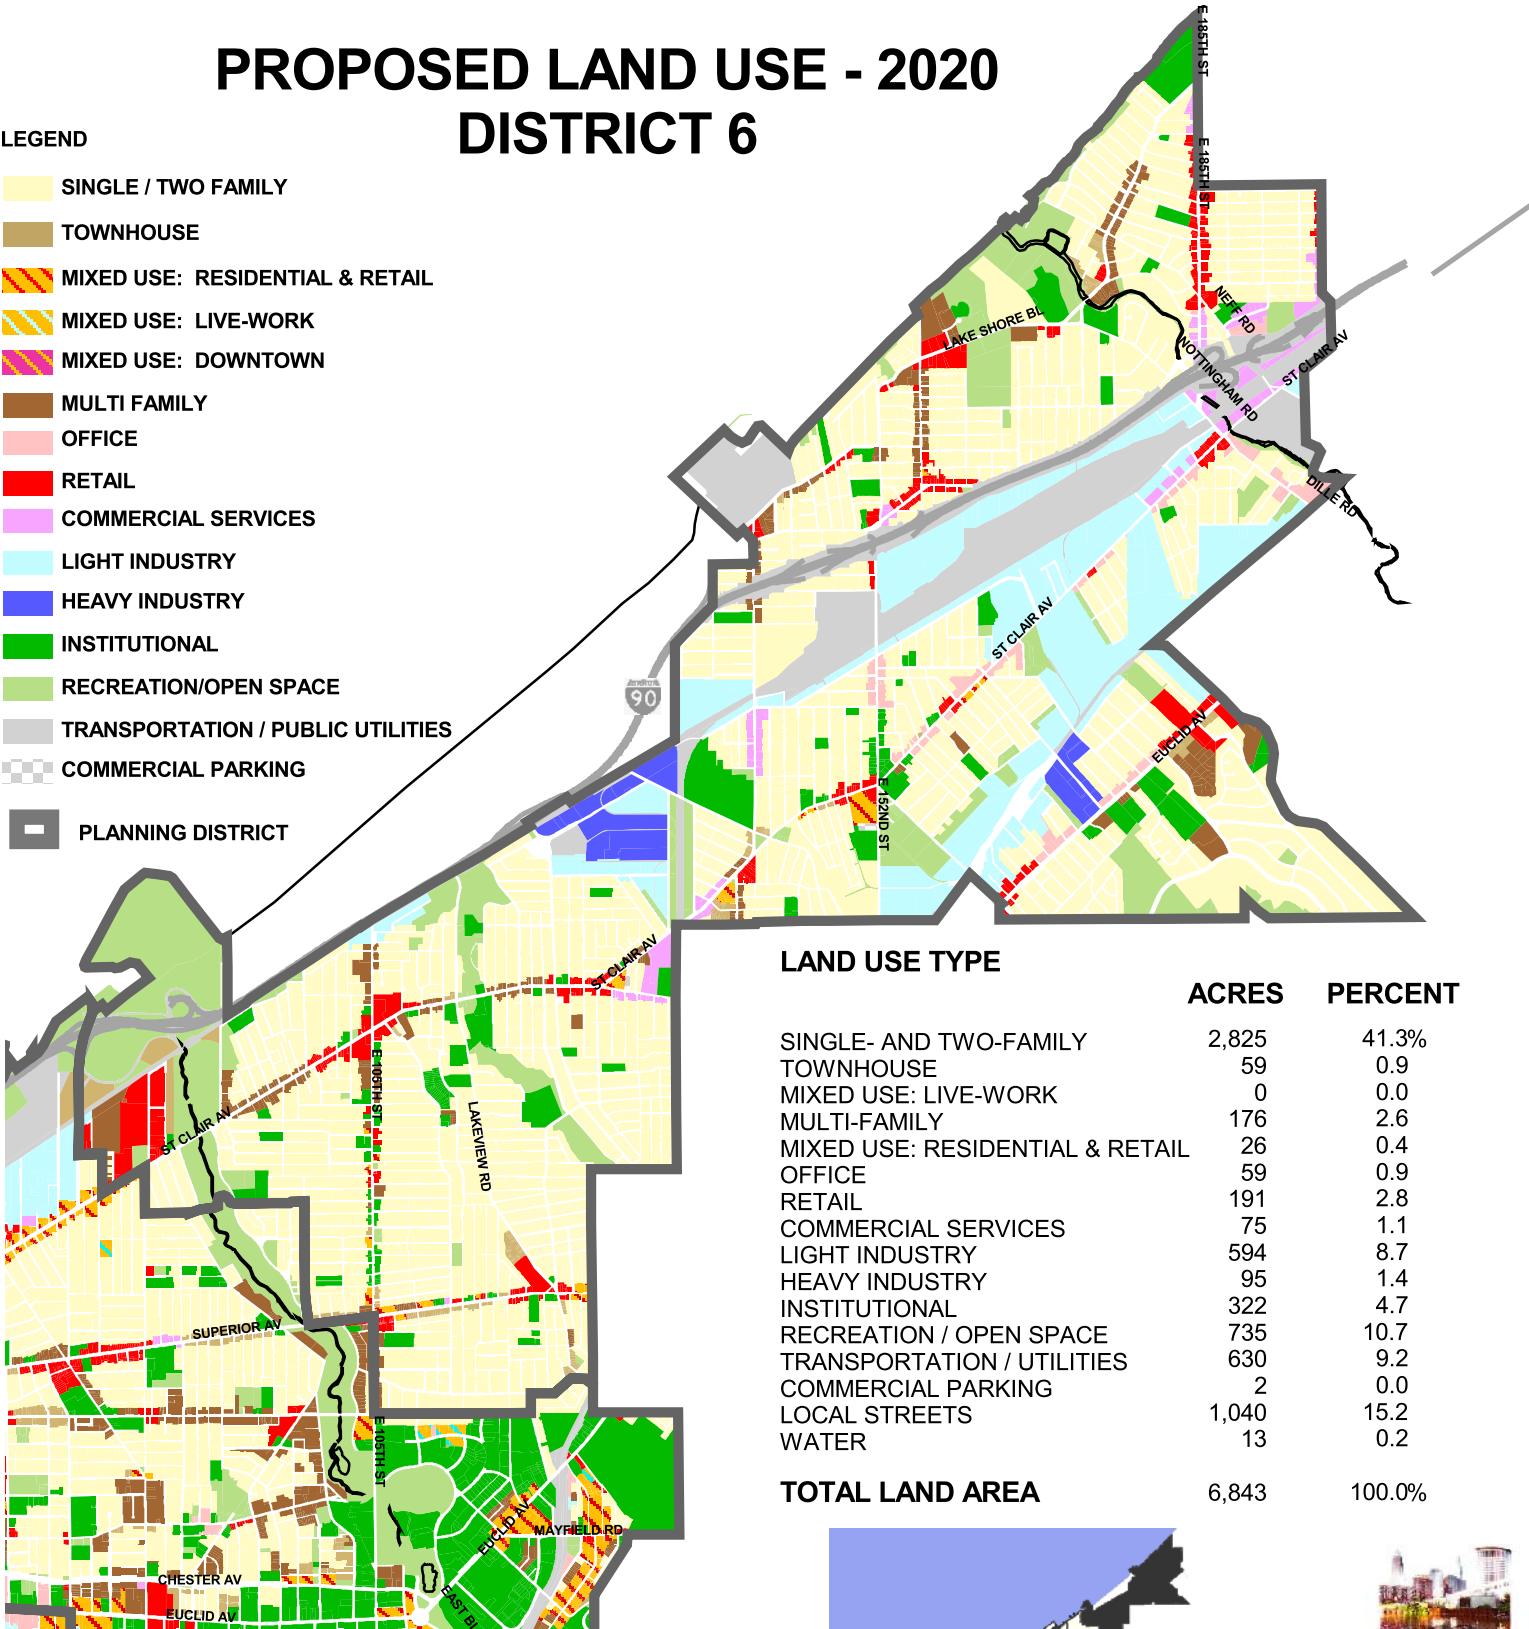 PROPOSED LAND USE - 2020
DISTRICT 6
LEGEND
SINGLE / TWO FAMILY
TOWNHOUSE
MIXED USE: RESIDENTIAL & RETAIL
MIXED USE: LIVE-WORK
MIXED USE: DOWNTOWN
MULTI FAMILY
OFFICE
RETAIL
COMMERCIAL SERVICES
LIGHT INDUSTRY
HEAVY INDUSTRY
INSTITUTIONAL
RECREATION/OPEN SPACE
TRANSPORTATION / PUBLIC UTILITIES
COMMERCIAL PARKING
PLANNING DISTRICT
E 185TH ST
E 185TH ST
NEFF RD
LAKE SHORE BL
NOTTINGHAM RD
ST CLAIR AV
DILLE RD
90
ST CLAIR AV
EUCLID AV
E 152ND ST
ST CLAIR AV
E 105TH ST
LAKEVIEW RD
ST CLAIR AV
SUPERIOR AV
E 105TH ST
EUCLID AV
MAYFIELD RD
CHESTER AV
EUCLID AV
EAST BL
LAND USE TYPE
ACRES PERCENT
SINGLE- AND TWO-FAMILY 2,825 41.3%
TOWNHOUSE 59 0.9
MIXED USE: LIVE-WORK 0 0.0
MULTI-FAMILY 176 2.6
MIXED USE: RESIDENTIAL & RETAIL 26 0.4
OFFICE 59 0.9
RETAIL 191 2.8
COMMERCIAL SERVICES 75 1.1
LIGHT INDUSTRY 594 8.7
HEAVY INDUSTRY 95 1.4
INSTITUTIONAL 322 4.7
RECREATION / OPEN SPACE 735 10.7
TRANSPORTATION / UTILITIES 630 9.2
COMMERCIAL PARKING 2 0.0
LOCAL STREETS 1,040 15.2
WATER 13 0.2
TOTAL LAND AREA 6,843 100.0%